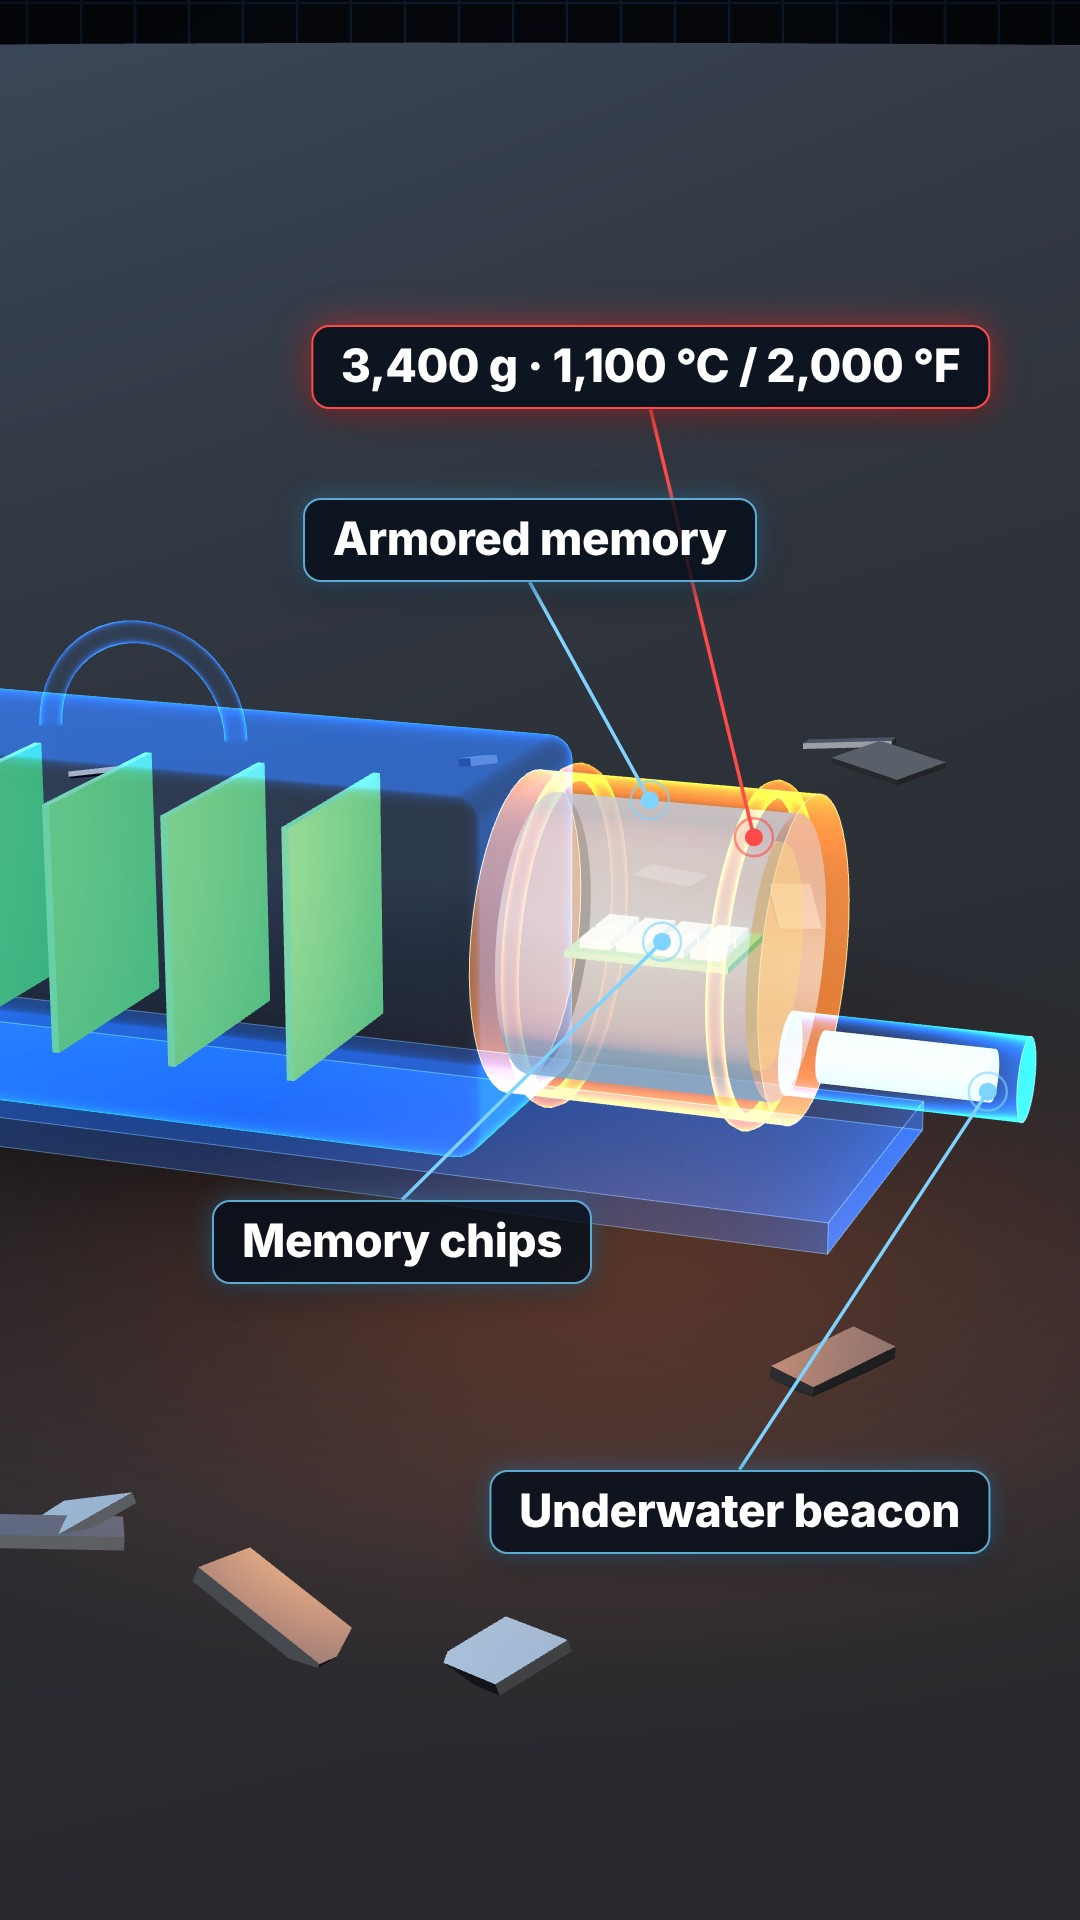 3,400 g · 1,100 °C / 2,000 °F
Armored memory
Memory chips
Underwater beacon